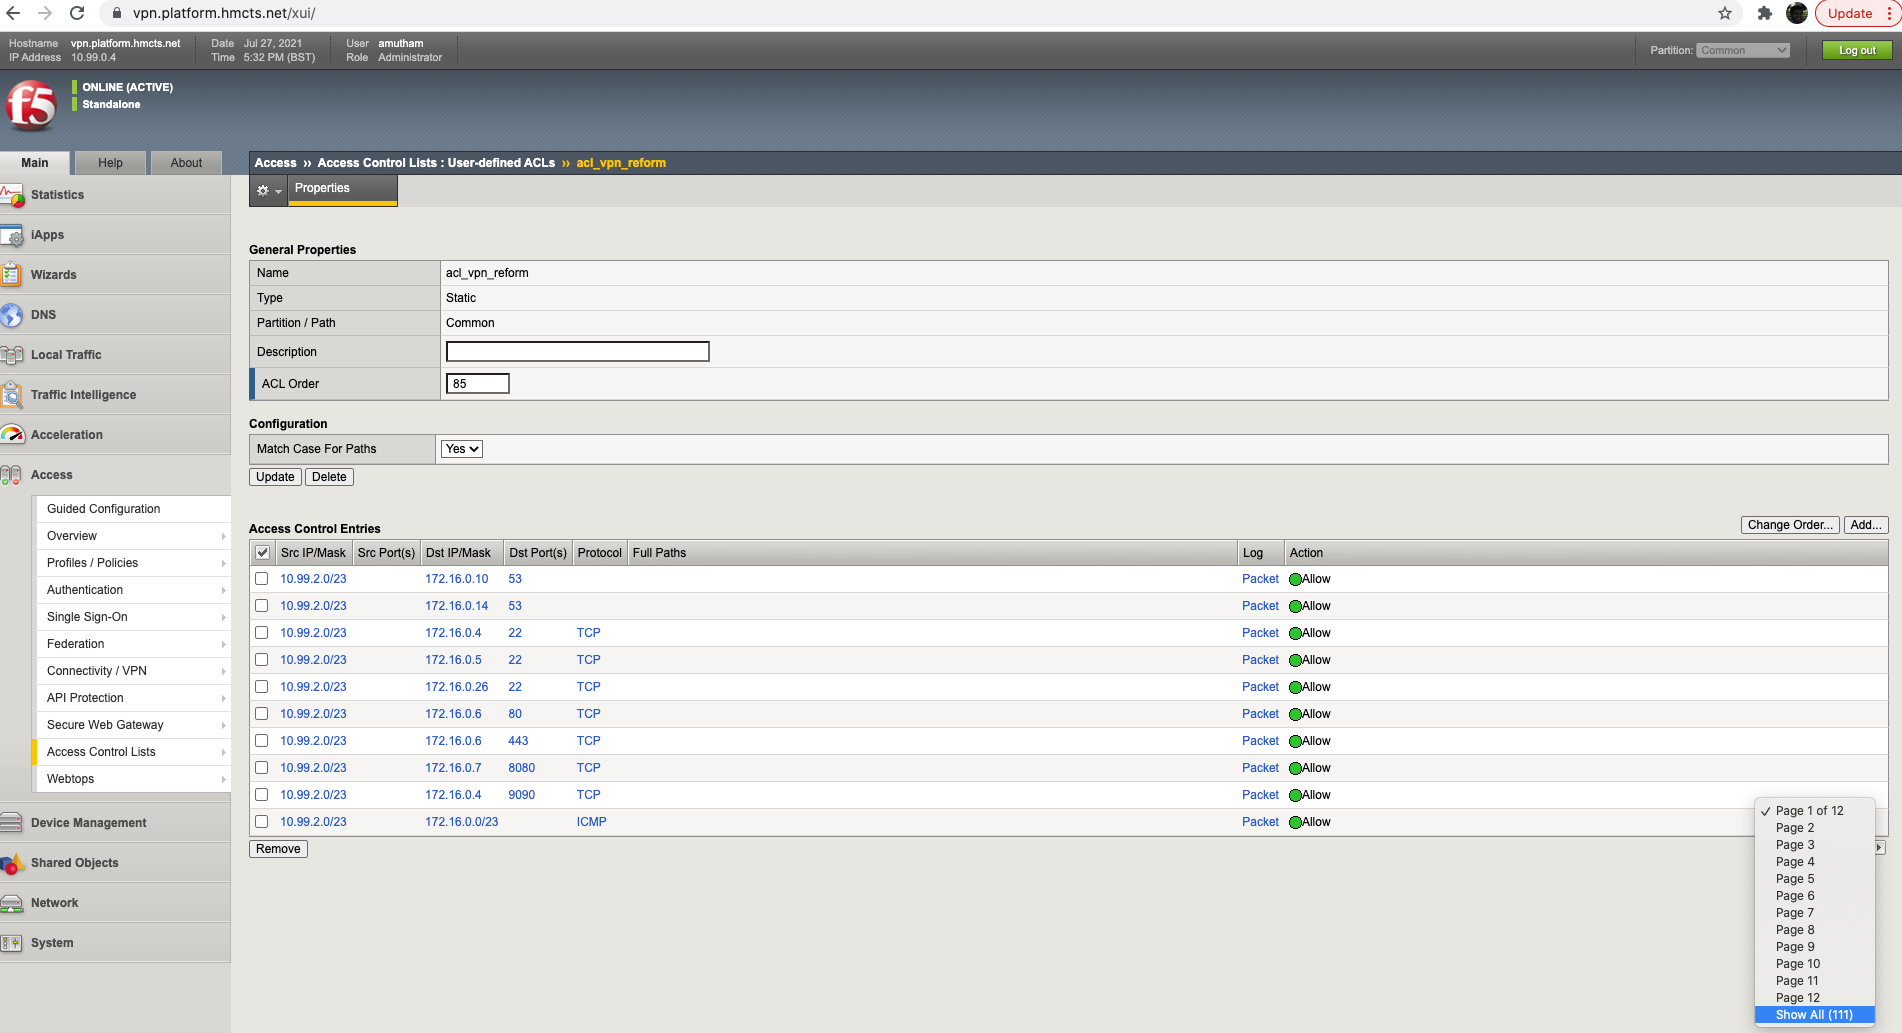 vpn.platform.hmcts.net/xui/
Update
Hostname vpn.platform.hmcts.net Date Jul 27, 2021 User amutham
IP Address 10.99.0.4 Time 5:32 PM (BST) Role Administrator
Partition: Common Log out
f5
ONLINE (ACTIVE)
Standalone
Main Help About
Statistics
iApps
Wizards
DNS
Local Traffic
Traffic Intelligence
Acceleration
Access
Guided Configuration
Overview
Profiles / Policies
Authentication
Single Sign-On
Federation
Connectivity / VPN
API Protection
Secure Web Gateway
Access Control Lists
Webtops
Device Management
Shared Objects
Network
System
Access ›› Access Control Lists : User-defined ACLs ›› acl_vpn_reform
Properties
General Properties
Name acl_vpn_reform
Type Static
Partition / Path Common
Description
ACL Order 85
Configuration
Match Case For Paths Yes
Update Delete
Access Control Entries Change Order... Add...
Src IP/Mask Src Port(s) Dst IP/Mask Dst Port(s) Protocol Full Paths Log Action
10.99.2.0/23 172.16.0.10 53 Packet Allow
10.99.2.0/23 172.16.0.14 53 Packet Allow
10.99.2.0/23 172.16.0.4 22 TCP Packet Allow
10.99.2.0/23 172.16.0.5 22 TCP Packet Allow
10.99.2.0/23 172.16.0.26 22 TCP Packet Allow
10.99.2.0/23 172.16.0.6 80 TCP Packet Allow
10.99.2.0/23 172.16.0.6 443 TCP Packet Allow
10.99.2.0/23 172.16.0.7 8080 TCP Packet Allow
10.99.2.0/23 172.16.0.4 9090 TCP Packet Allow
10.99.2.0/23 172.16.0.0/23 ICMP Packet Allow
Remove
✓ Page 1 of 12
Page 2
Page 3
Page 4
Page 5
Page 6
Page 7
Page 8
Page 9
Page 10
Page 11
Page 12
Show All (111)